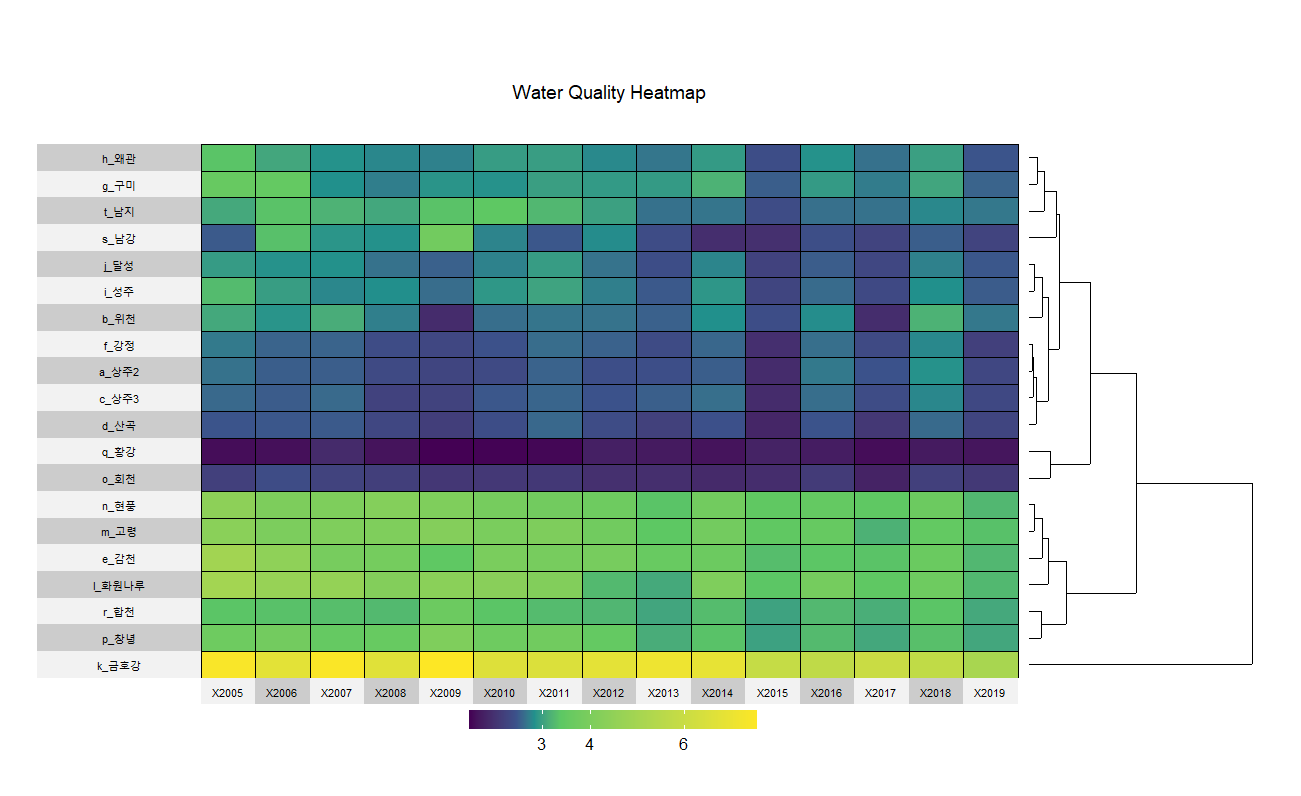 Water Quality Heatmap
h_왜관
g_구미
t_남지
s_남강
j_달성
i_성주
b_위천
f_강정
a_상주2
c_상주3
d_산곡
q_황강
o_회천
n_현풍
m_고령
e_감천
l_화원나루
r_합천
p_창녕
k_금호강
X2005 X2006 X2007 X2008 X2009 X2010 X2011 X2012 X2013 X2014 X2015 X2016 X2017 X2018 X2019
3 4 6